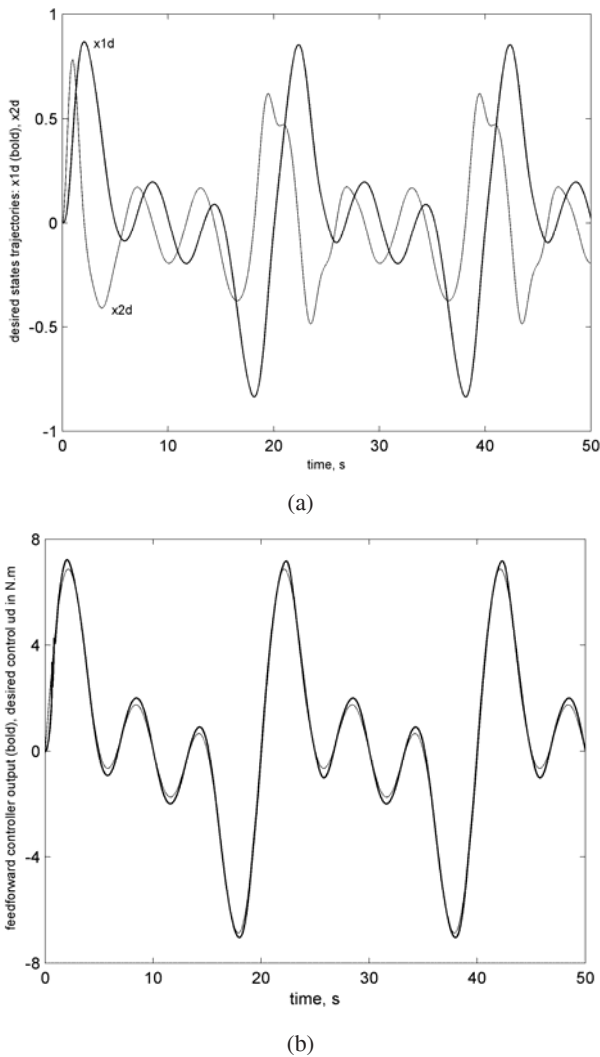 1
x1d
0.5
0
x2d
-0.5
-1
0
10
20
30
40
50
desired states trajectories: x1d (bold), x2d
time, s
(a)
8
4
0
-4
-8
0
10
20
30
40
50
feedforward controller output (bold), desired control ud in N.m
time, s
(b)